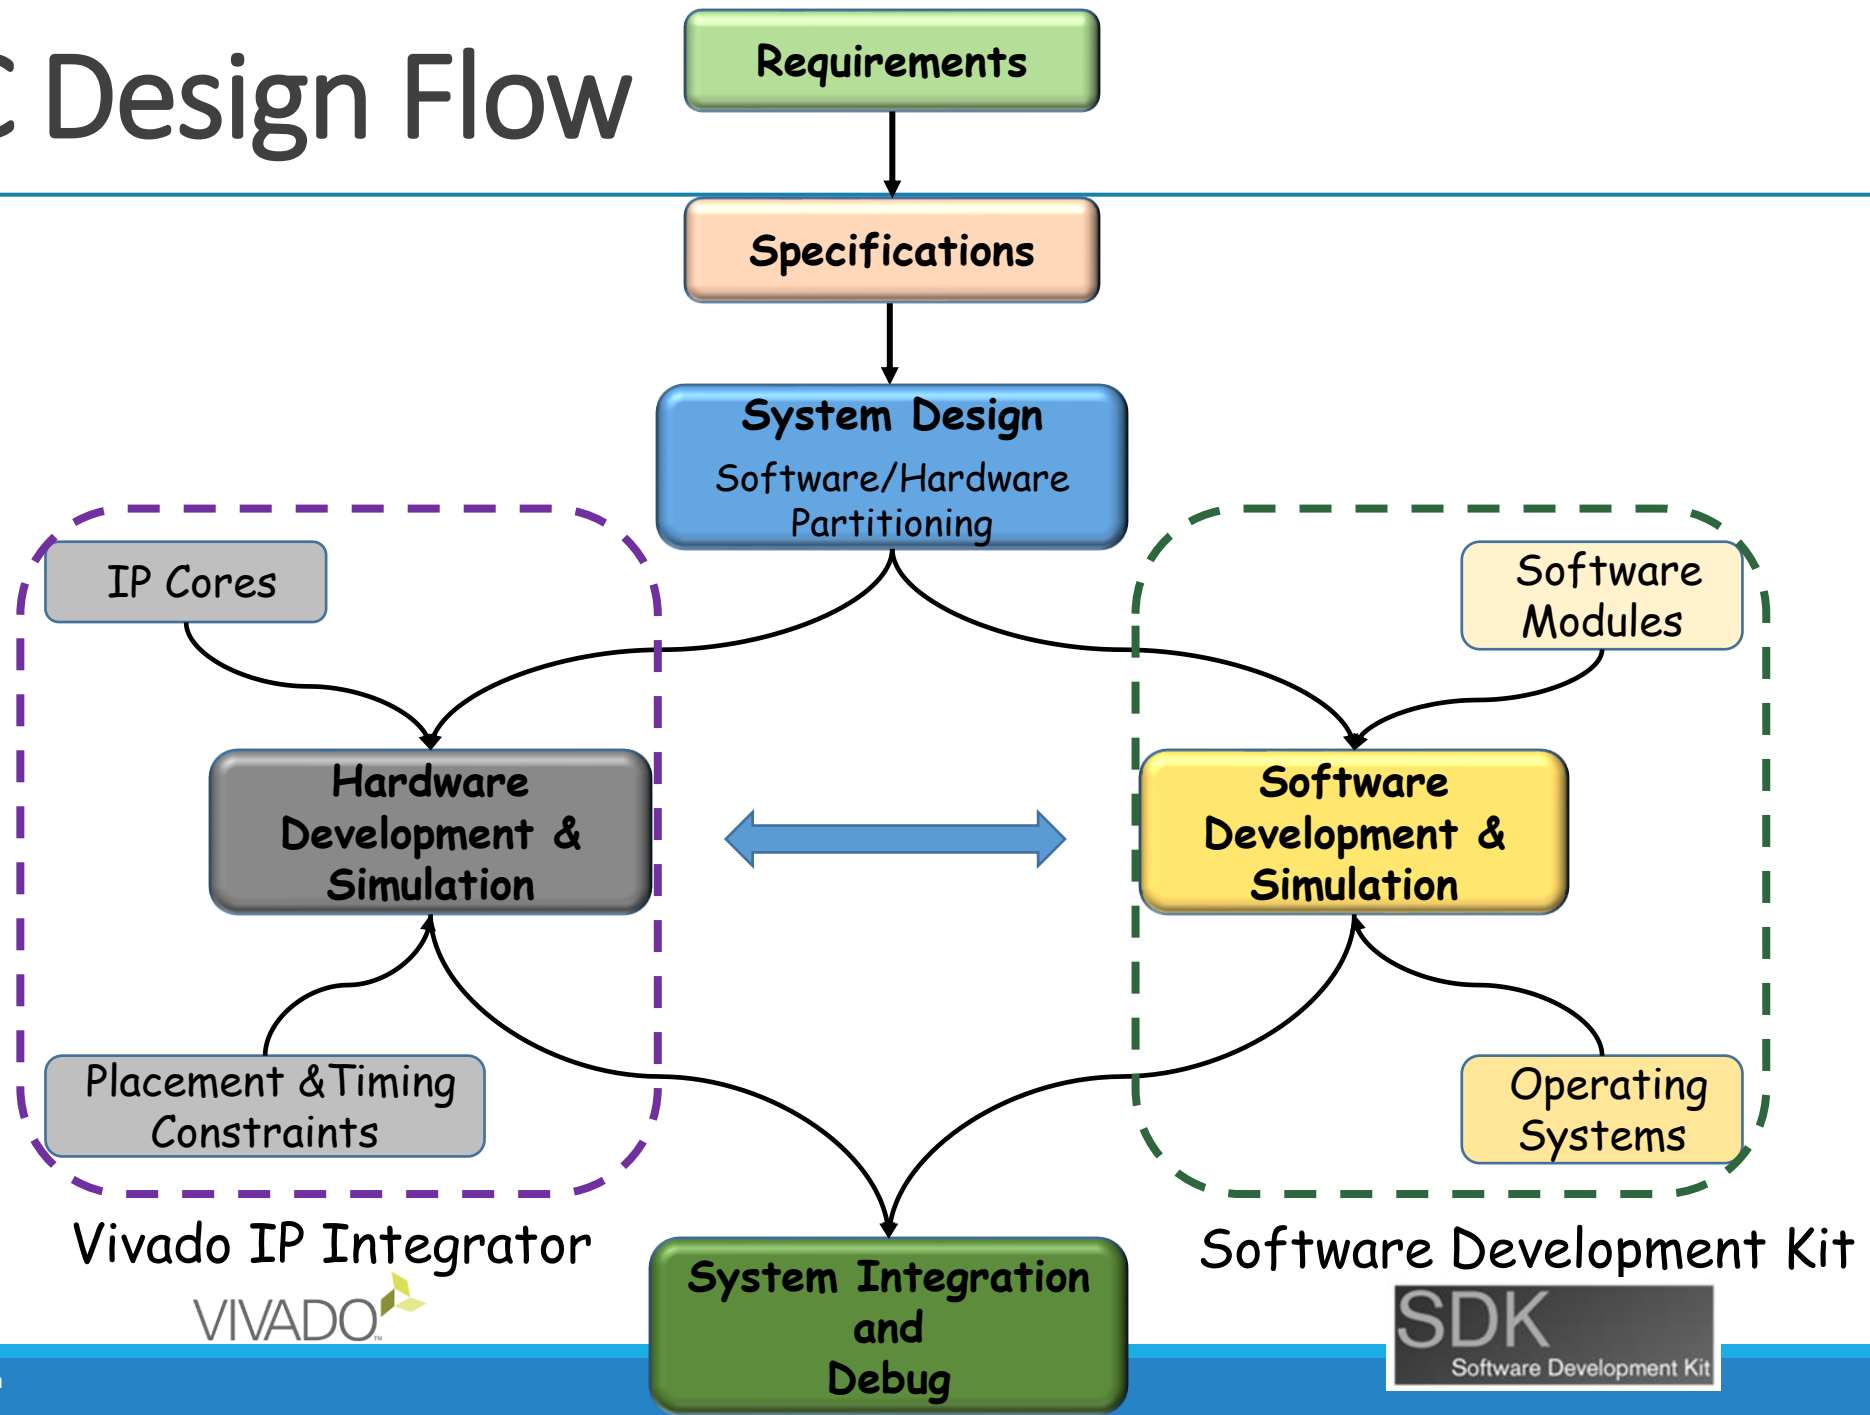 C Design Flow
Requirements
Specifications
System Design
Software/Hardware
Partitioning
IP Cores
Software
Modules
Hardware
Development &
Simulation
Software
Development &
Simulation
Placement &Timing
Constraints
Operating
Systems
Vivado IP Integrator
VIVADO™
System Integration
and
Debug
Software Development Kit
SDK
Software Development Kit